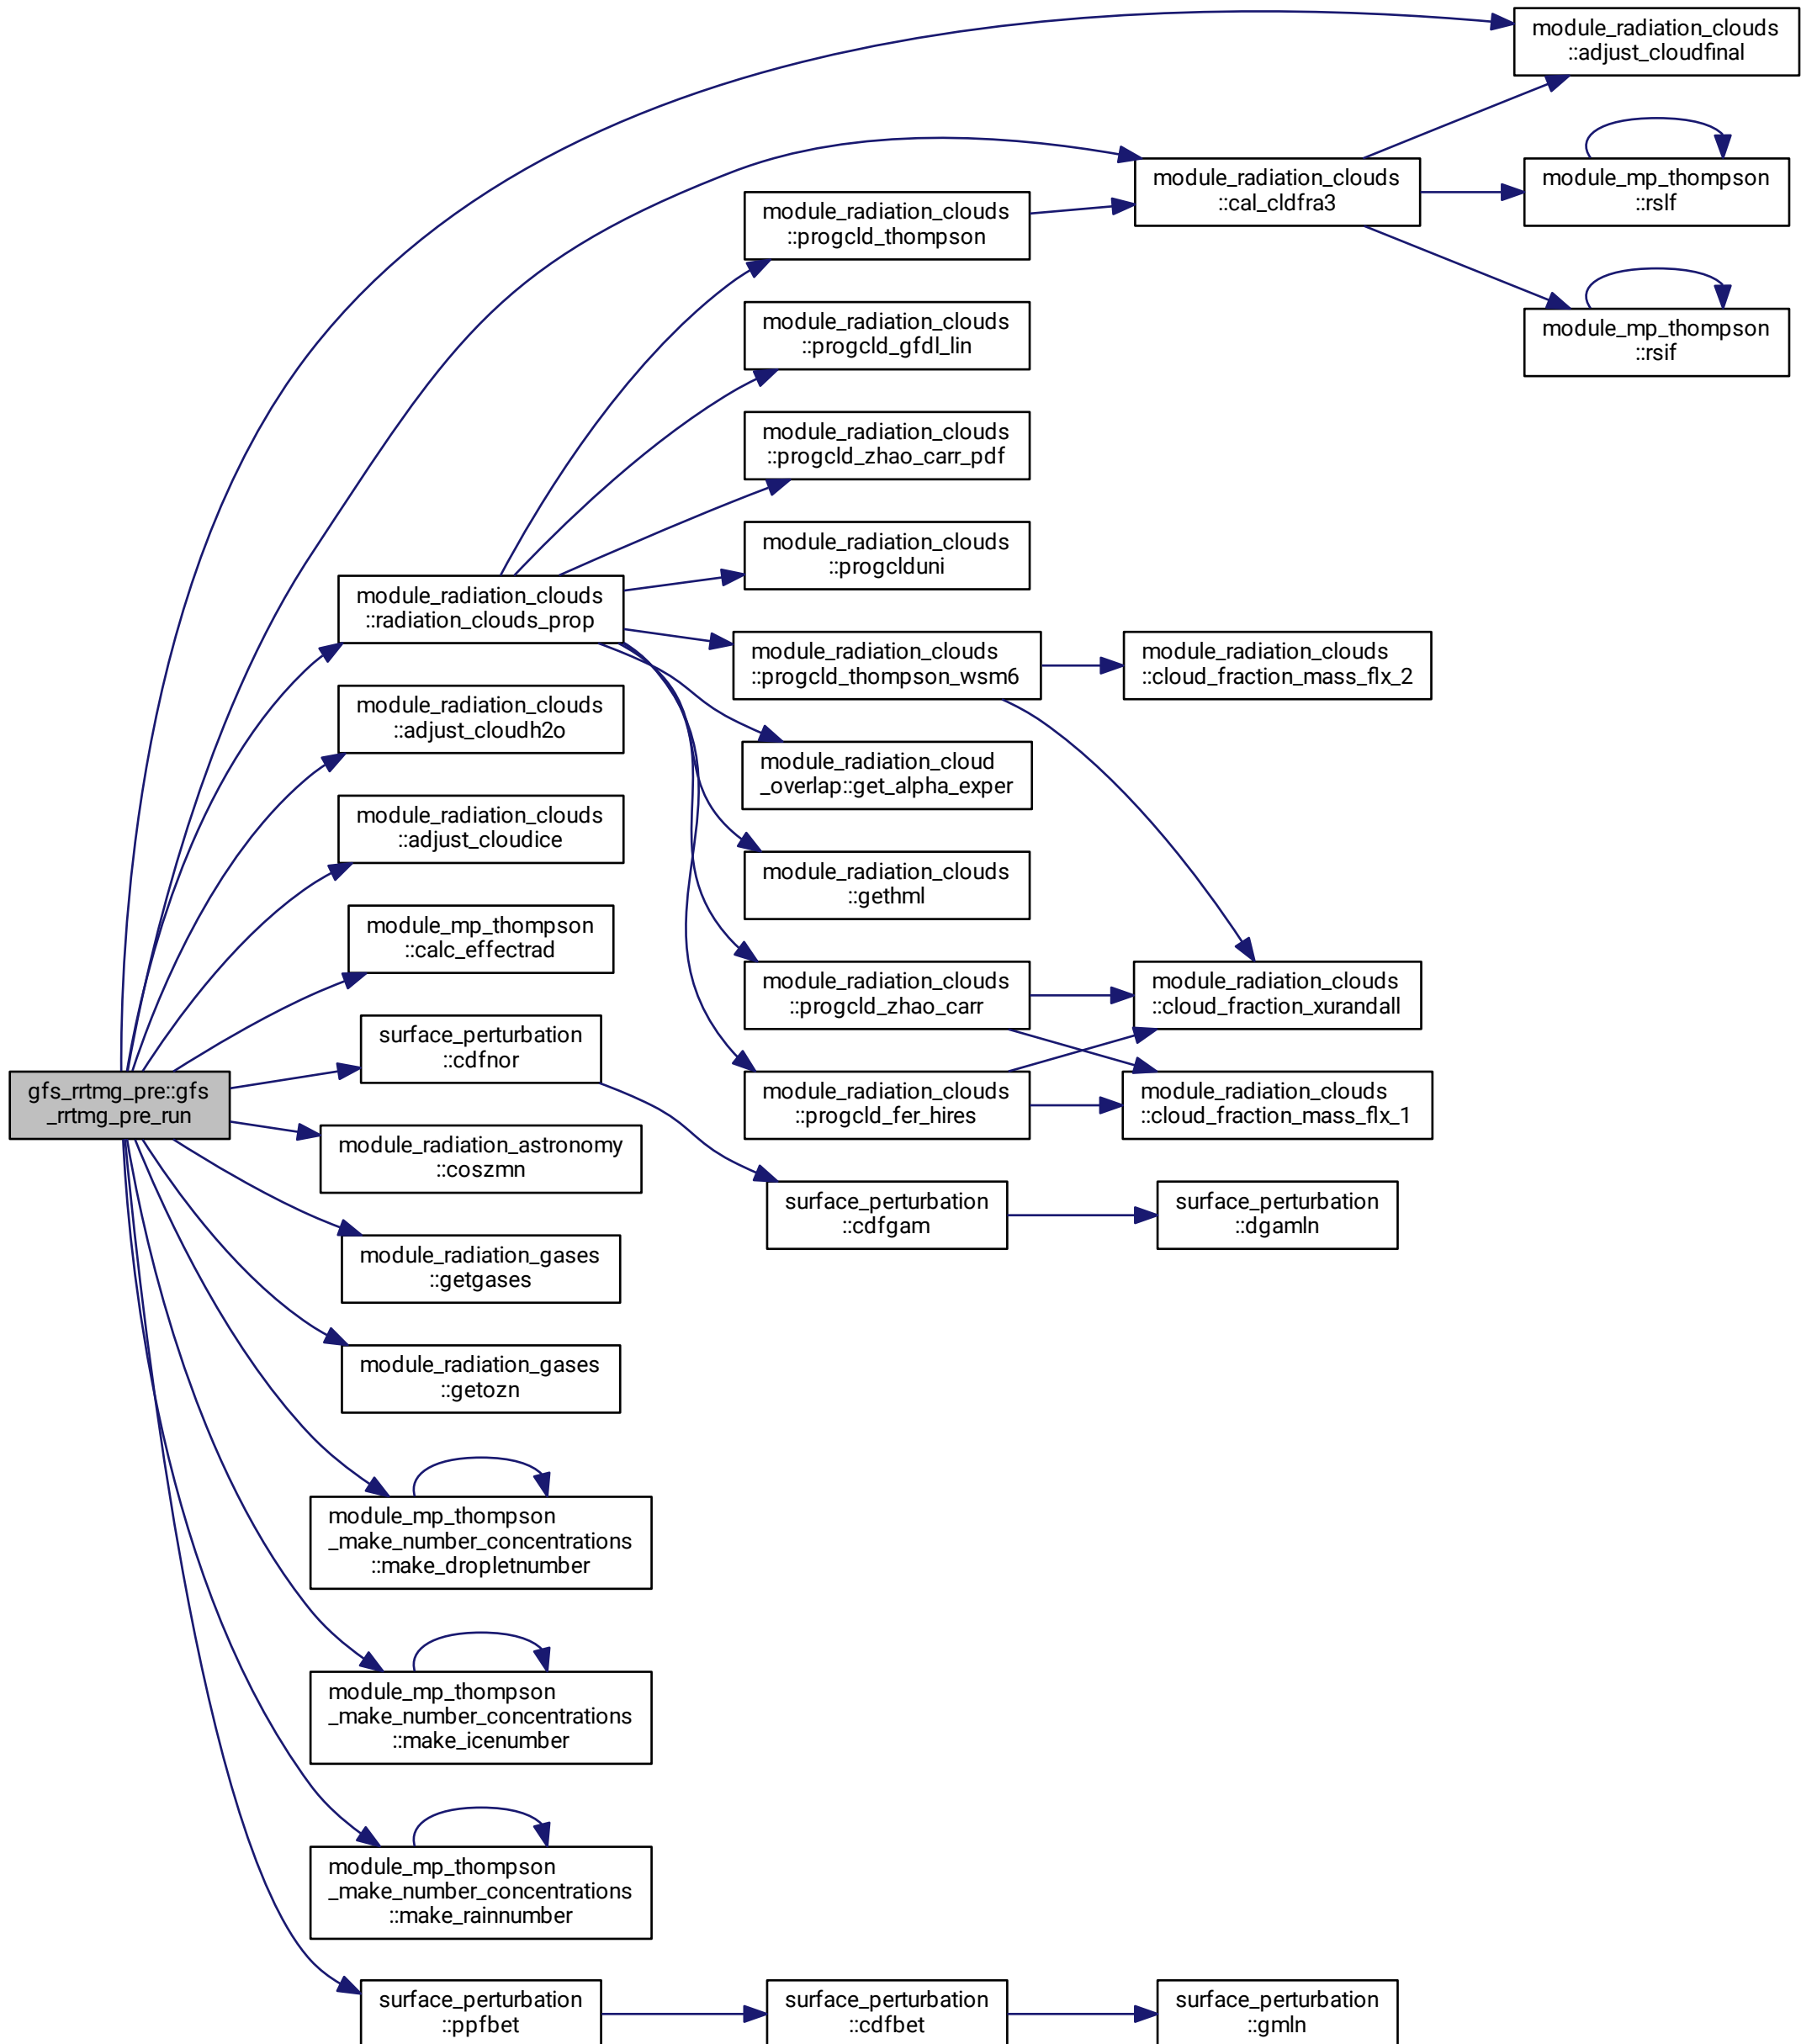 module_radiation_clouds
::adjust_cloudfinal
module_radiation_clouds
::cal_cldfra3
module_mp_thompson
::rslf
module_radiation_clouds
::progcld_thompson
module_mp_thompson
::rsif
module_radiation_clouds
::progcld_gfdl_lin
module_radiation_clouds
::progcld_zhao_carr_pdf
module_radiation_clouds
::progclduni
module_radiation_clouds
::radiation_clouds_prop
module_radiation_clouds
::progcld_thompson_wsm6
module_radiation_clouds
::cloud_fraction_mass_flx_2
module_radiation_clouds
::adjust_cloudh2o
module_radiation_cloud
_overlap::get_alpha_exper
module_radiation_clouds
::adjust_cloudice
module_radiation_clouds
::gethml
module_mp_thompson
::calc_effectrad
module_radiation_clouds
::progcld_zhao_carr
module_radiation_clouds
::cloud_fraction_xurandall
surface_perturbation
::cdfnor
gfs_rrtmg_pre::gfs
_rrtmg_pre_run
module_radiation_clouds
::progcld_fer_hires
module_radiation_clouds
::cloud_fraction_mass_flx_1
module_radiation_astronomy
::coszmn
surface_perturbation
::cdfgam
surface_perturbation
::dgamln
module_radiation_gases
::getgases
module_radiation_gases
::getozn
module_mp_thompson
_make_number_concentrations
::make_dropletnumber
module_mp_thompson
_make_number_concentrations
::make_icenumber
module_mp_thompson
_make_number_concentrations
::make_rainnumber
surface_perturbation
::ppfbet
surface_perturbation
::cdfbet
surface_perturbation
::gmln